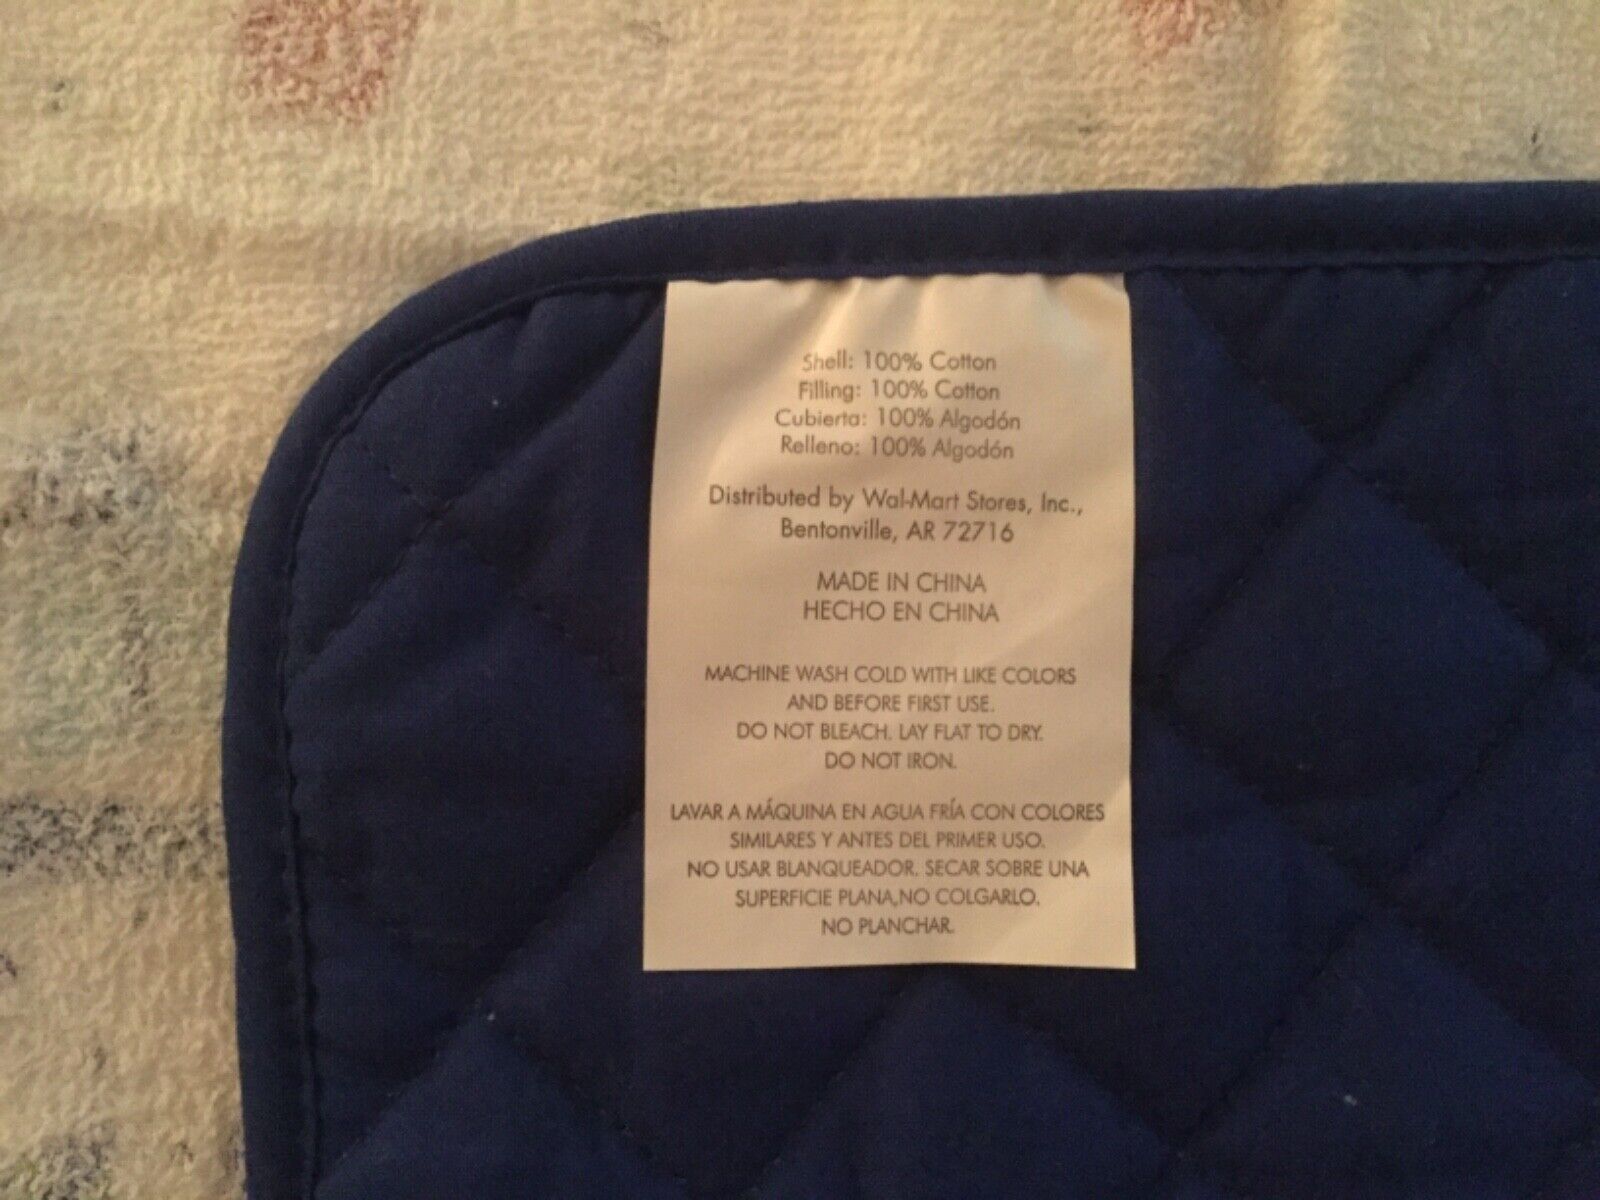 Shell: 100% Cotton
Filling: 100% Cotton
Cubierta: 100% Algodón
Relleno: 100% Algodón
Distributed by Wal-Mart Stores, Inc.,
Bentonville, AR 72716
MADE IN CHINA
HECHO EN CHINA
MACHINE WASH COLD WITH LIKE COLORS
AND BEFORE FIRST USE.
DO NOT BLEACH. LAY FLAT TO DRY.
DO NOT IRON.
LAVAR A MÁQUINA EN AGUA FRÍA CON COLORES
SIMILARES Y ANTES DEL PRIMER USO.
NO USAR BLANQUEADOR. SECAR SOBRE UNA
SUPERFICIE PLANA,NO COLGARLO.
NO PLANCHAR.